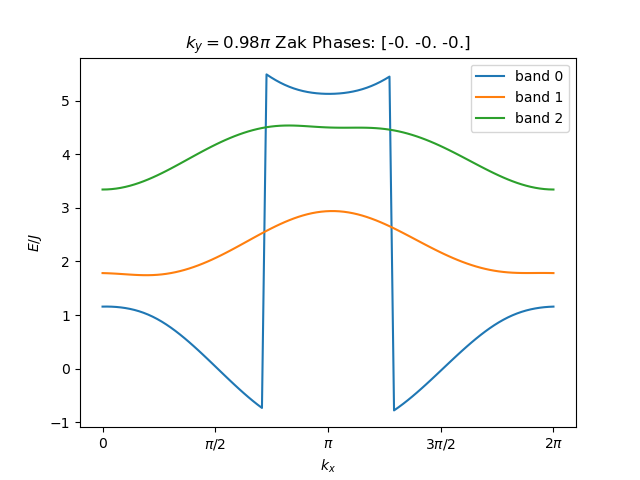 $k_y = 0.98\pi$ Zak Phases: [-0. -0. -0.]
band 0
band 1
band 2
E/J
5
4
3
2
1
0
−1
0
π/2
π
3π/2
2π
$k_x$